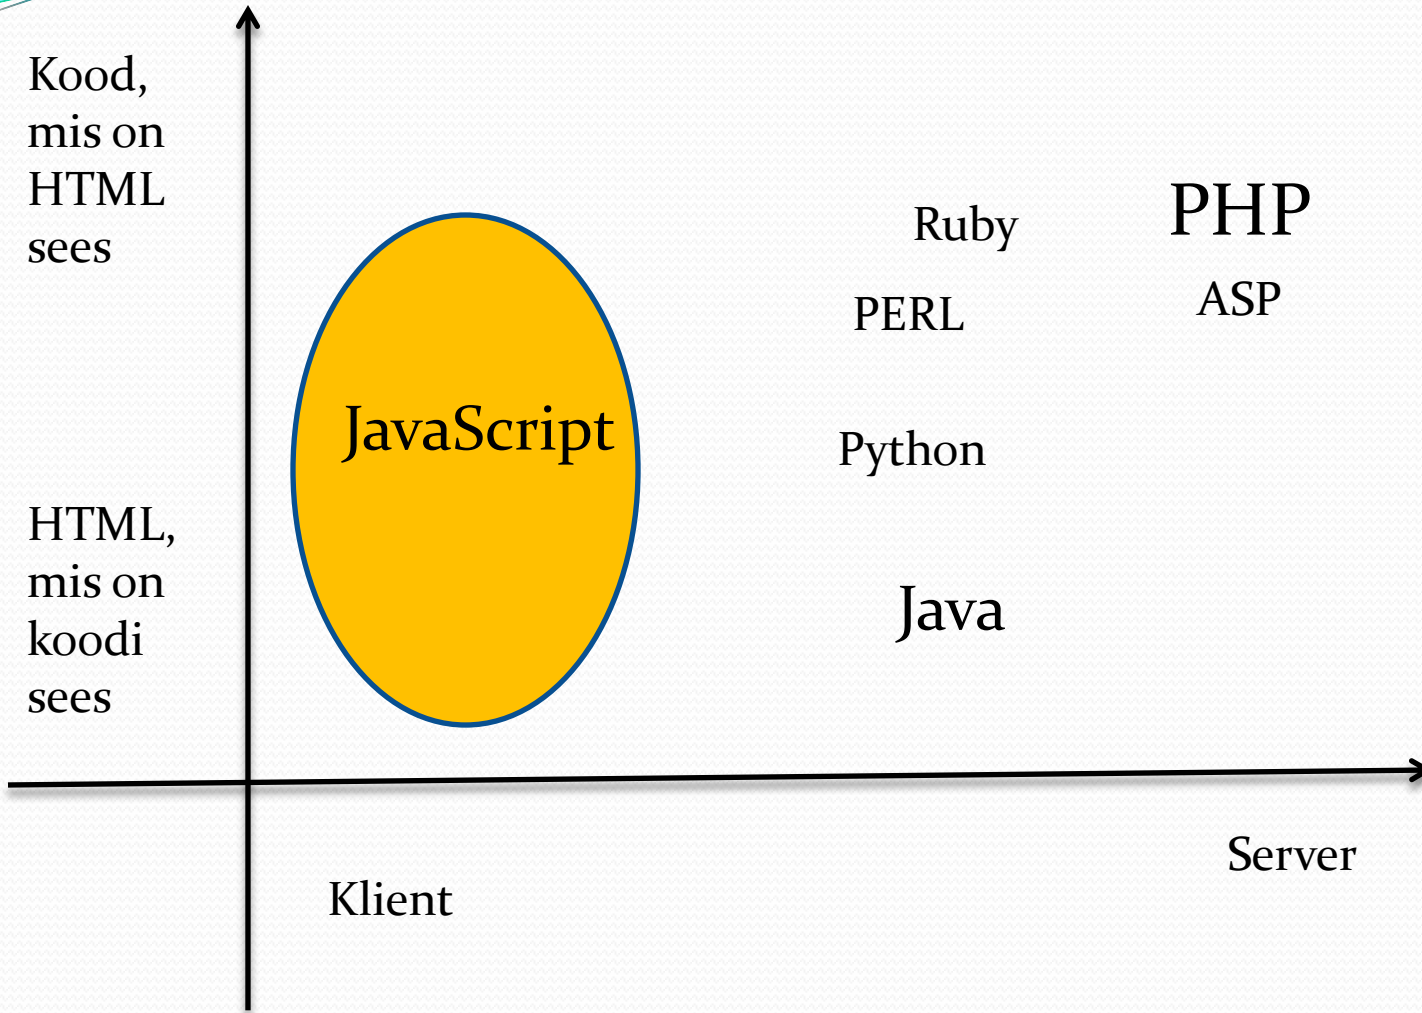 Kood,
mis on
HTML
sees
Ruby
PHP
PERL
ASP
JavaScript
Python
HTML,
mis on
koodi
sees
Java
Klient
Server